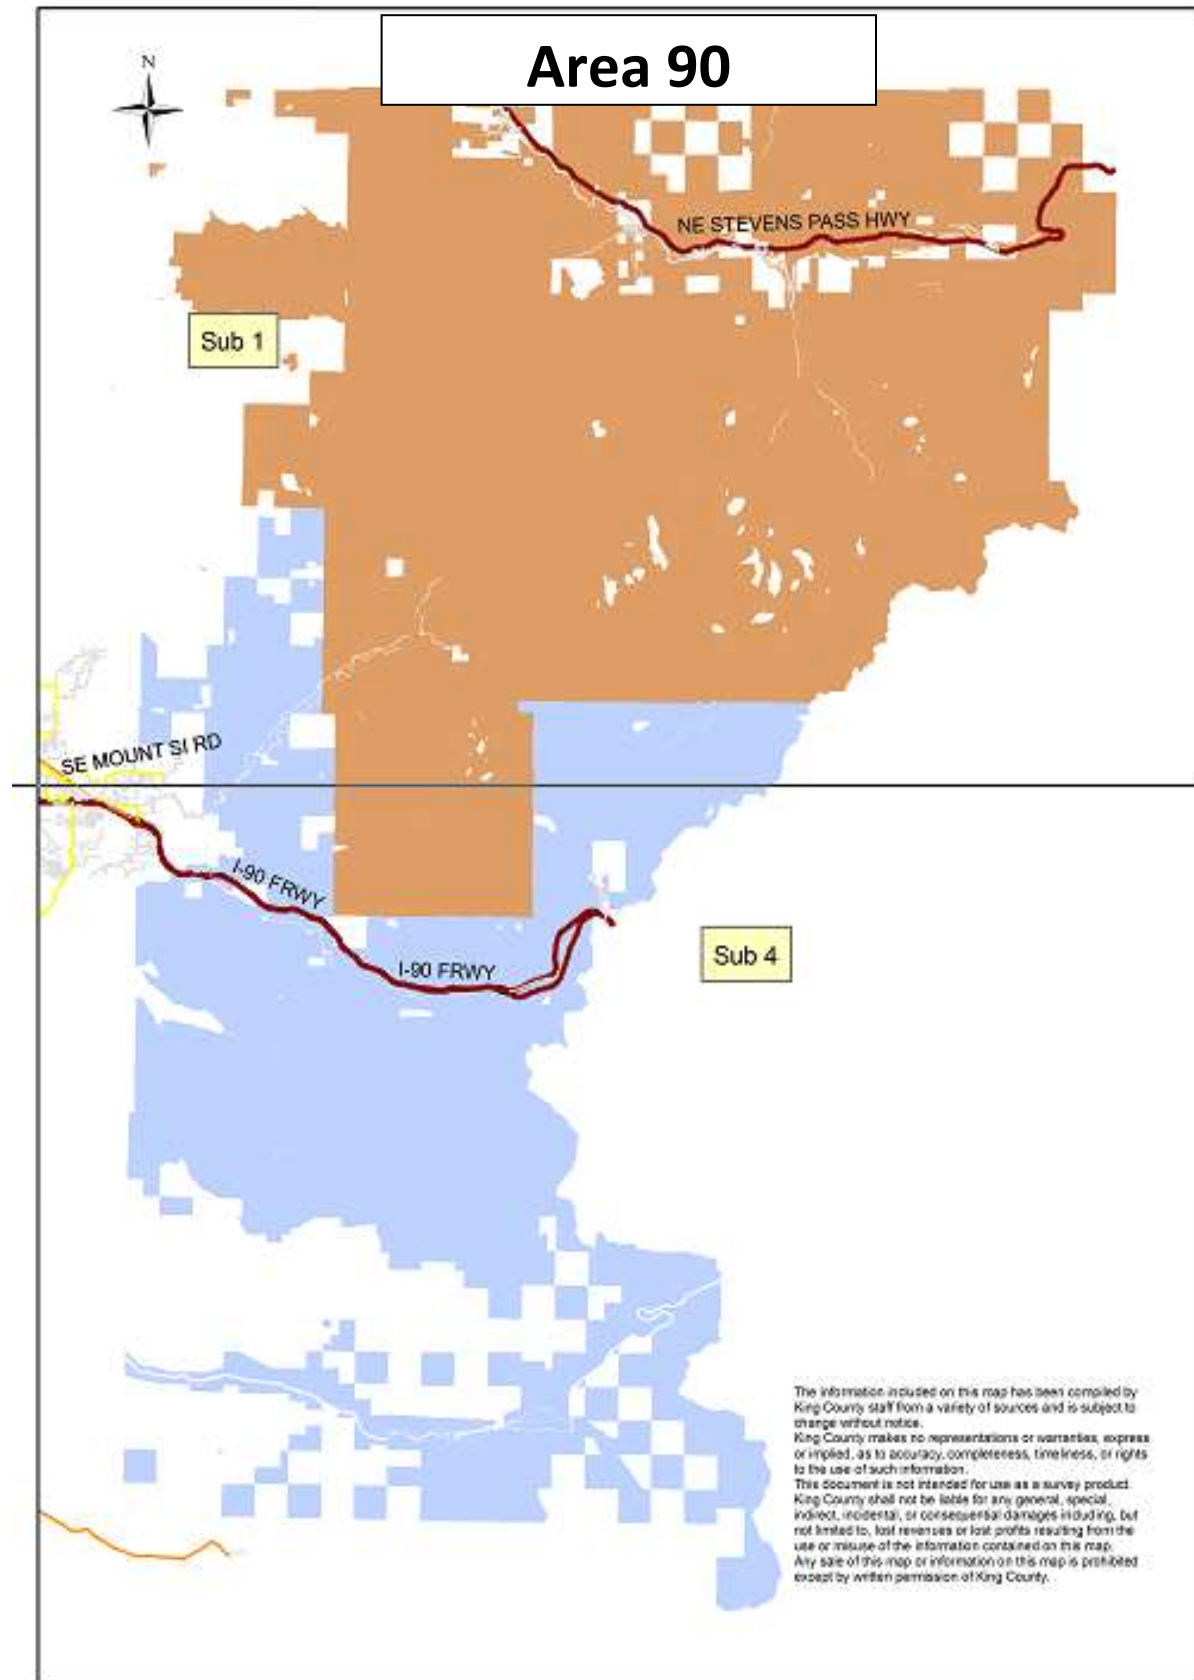 Area 90
N
NE STEVENS PASS HWY
Sub 1
SE MOUNT SI RD
I-90 FRWY
I-90 FRWY
Sub 4
The information included on this map has been compiled by
King County staff from a variety of sources and is subject to
change without notice.
King County makes no representations or warranties, express
or implied, as to accuracy, completeness, timeliness, or rights
to the use of such information.
This document is not intended for use as a survey product.
King County shall not be liable for any general, special,
indirect, incidental, or consequential damages including, but
not limited to, lost revenues or lost profits resulting from the
use or misuse of the information contained on this map.
Any sale of this map or information on this map is prohibited
except by written permission of King County.